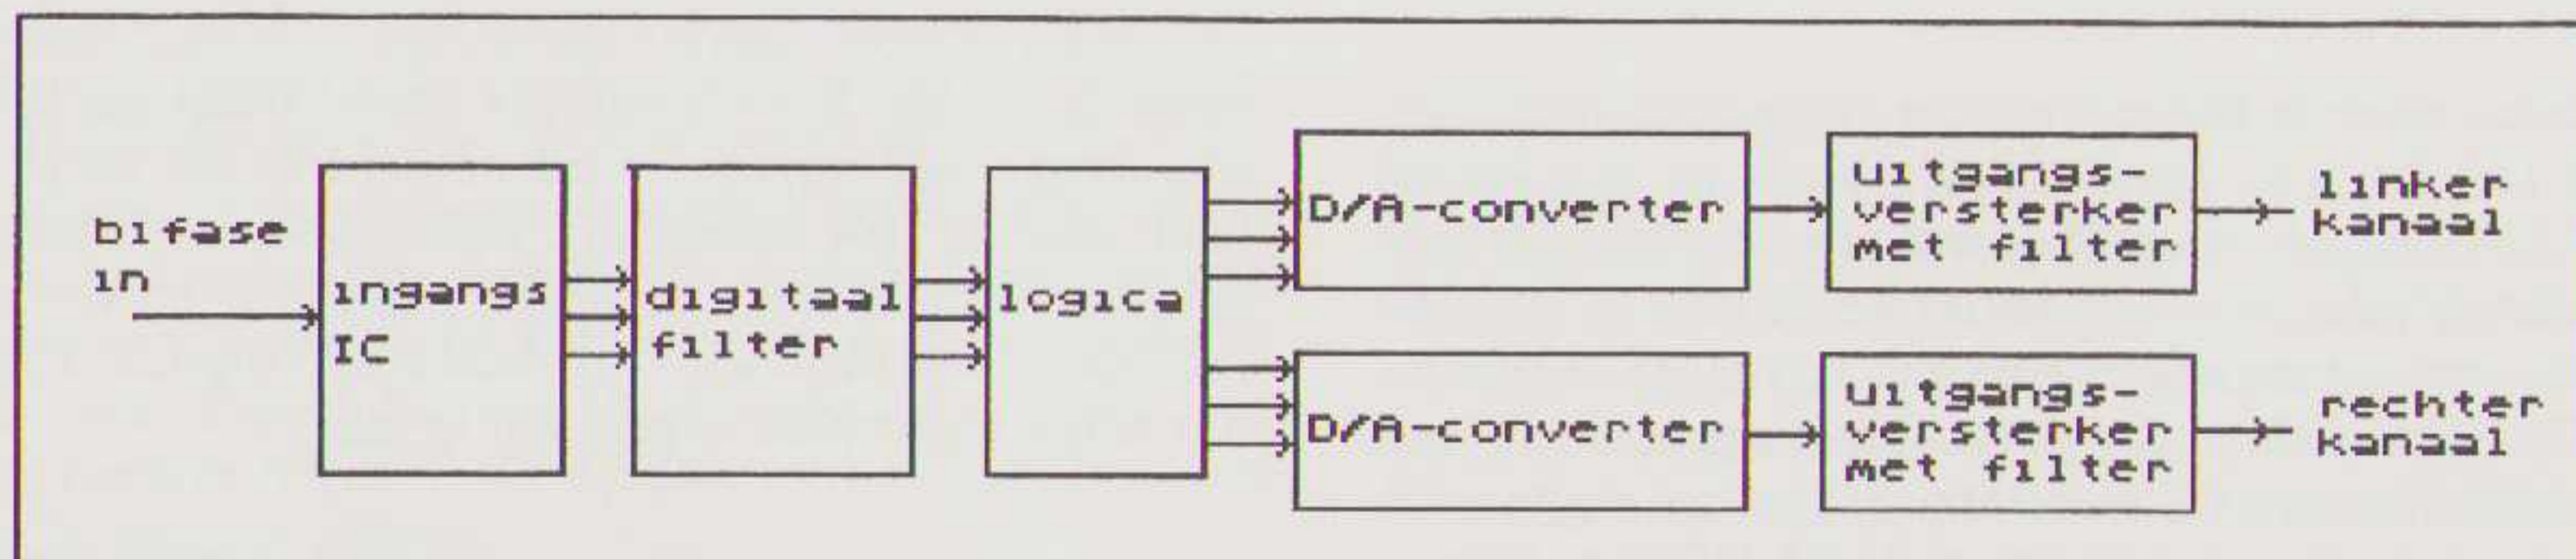 bifase
in
ingangs
IC
digitaal
filter
logica
D/A-converter
uitgangs-
versterker
met filter
linker
kanaal
D/A-converter
uitgangs-
versterker
met filter
rechter
kanaal